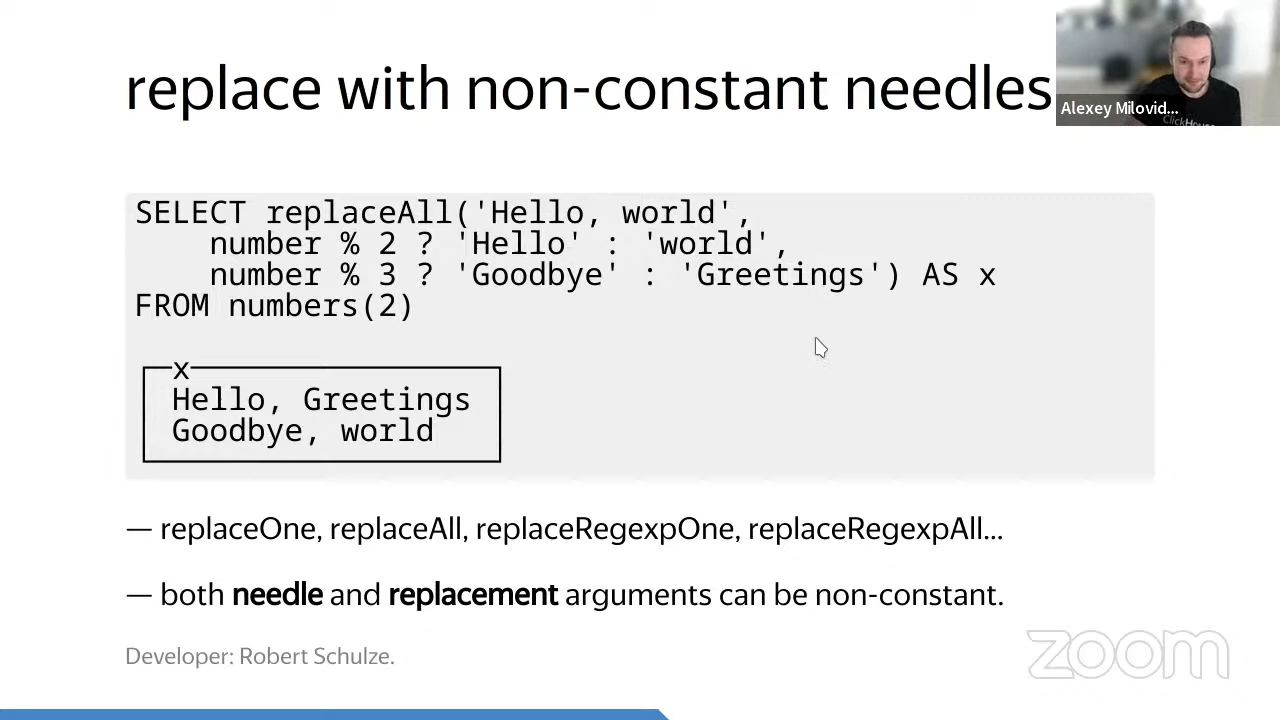 replace with non-constant needles
Alexey Milovid...
SELECT replaceAll('Hello, world',
number % 2 ? 'Hello' : 'world',
number % 3 ? 'Goodbye' : 'Greetings') AS x
FROM numbers(2)
x
Hello, Greetings
Goodbye, world
— replaceOne, replaceAll, replaceRegexpOne, replaceRegexpAll...
— both needle and replacement arguments can be non-constant.
Developer: Robert Schulze.
zoom